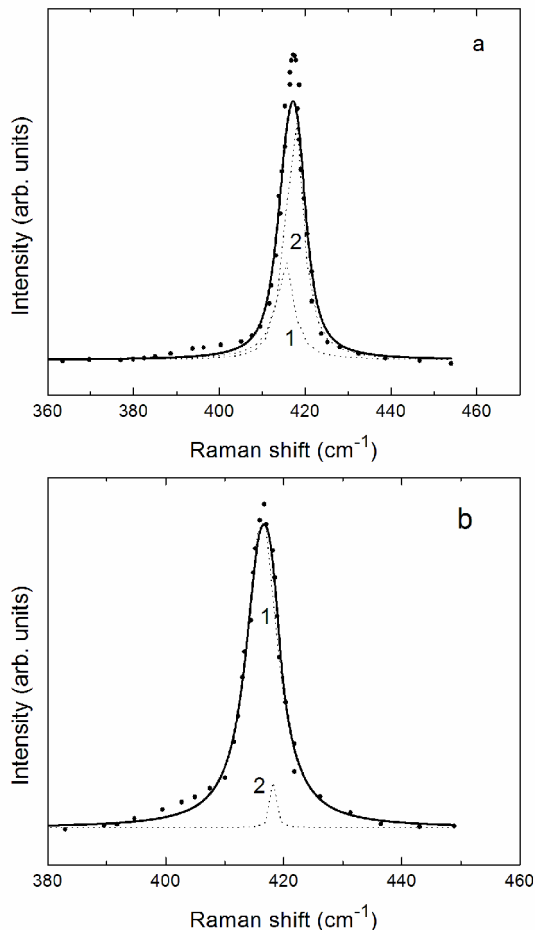 a
Intensity (arb. units)
2
1
360 380 400 420 440 460
Raman shift (cm⁻¹)
b
Intensity (arb. units)
1
2
380 400 420 440 460
Raman shift (cm⁻¹)